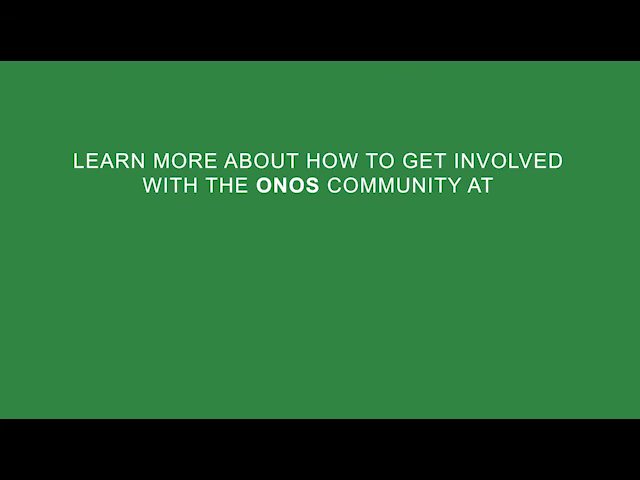 LEARN MORE ABOUT HOW TO GET INVOLVED
WITH THE ONOS COMMUNITY AT